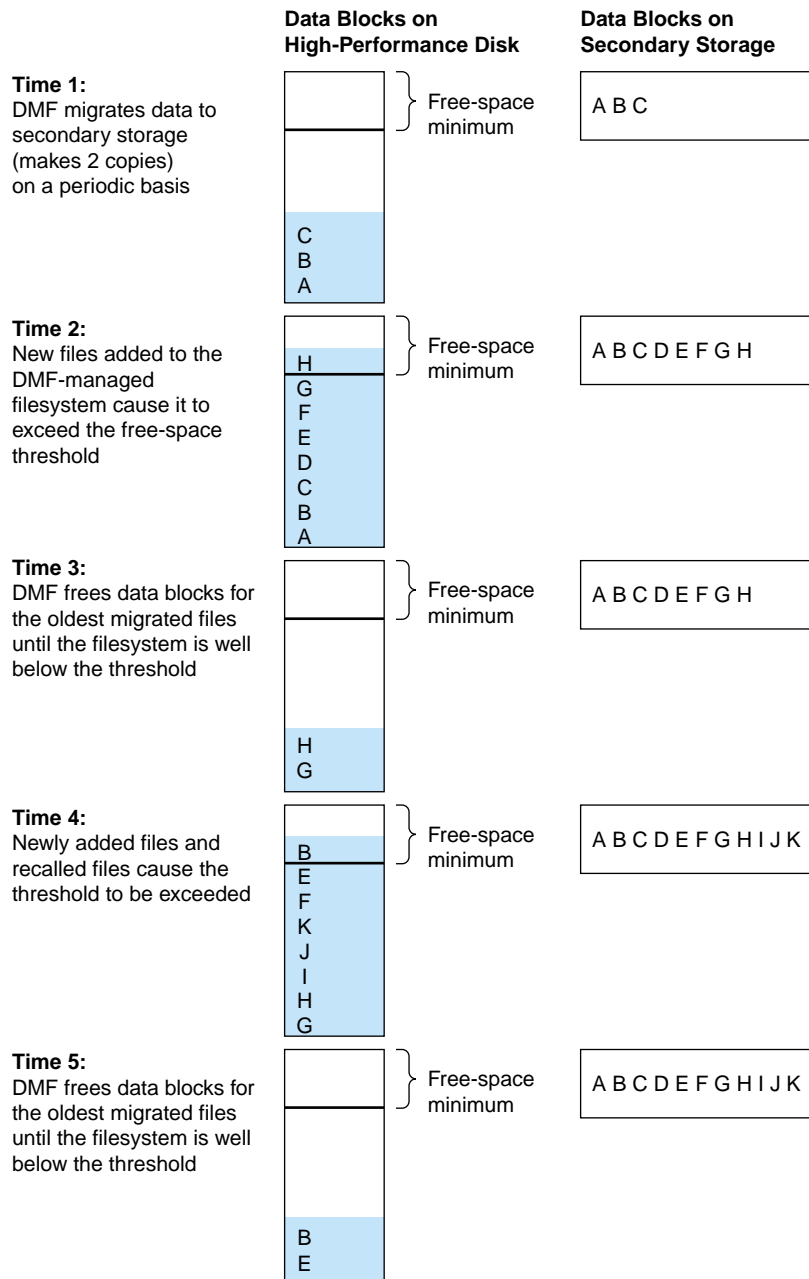 Data Blocks on
High-Performance Disk
Data Blocks on
Secondary Storage
Time 1:
DMF migrates data to
secondary storage
(makes 2 copies)
on a periodic basis
Free-space
minimum
C
B
A
A B C
Time 2:
New files added to the
DMF-managed
filesystem cause it to
exceed the free-space
threshold
Free-space
minimum
H
G
F
E
D
C
B
A
A B C D E F G H
Time 3:
DMF frees data blocks for
the oldest migrated files
until the filesystem is well
below the threshold
Free-space
minimum
H
G
A B C D E F G H
Time 4:
Newly added files and
recalled files cause the
threshold to be exceeded
Free-space
minimum
B
E
F
K
J
I
H
G
A B C D E F G H I J K
Time 5:
DMF frees data blocks for
the oldest migrated files
until the filesystem is well
below the threshold
Free-space
minimum
B
E
A B C D E F G H I J K